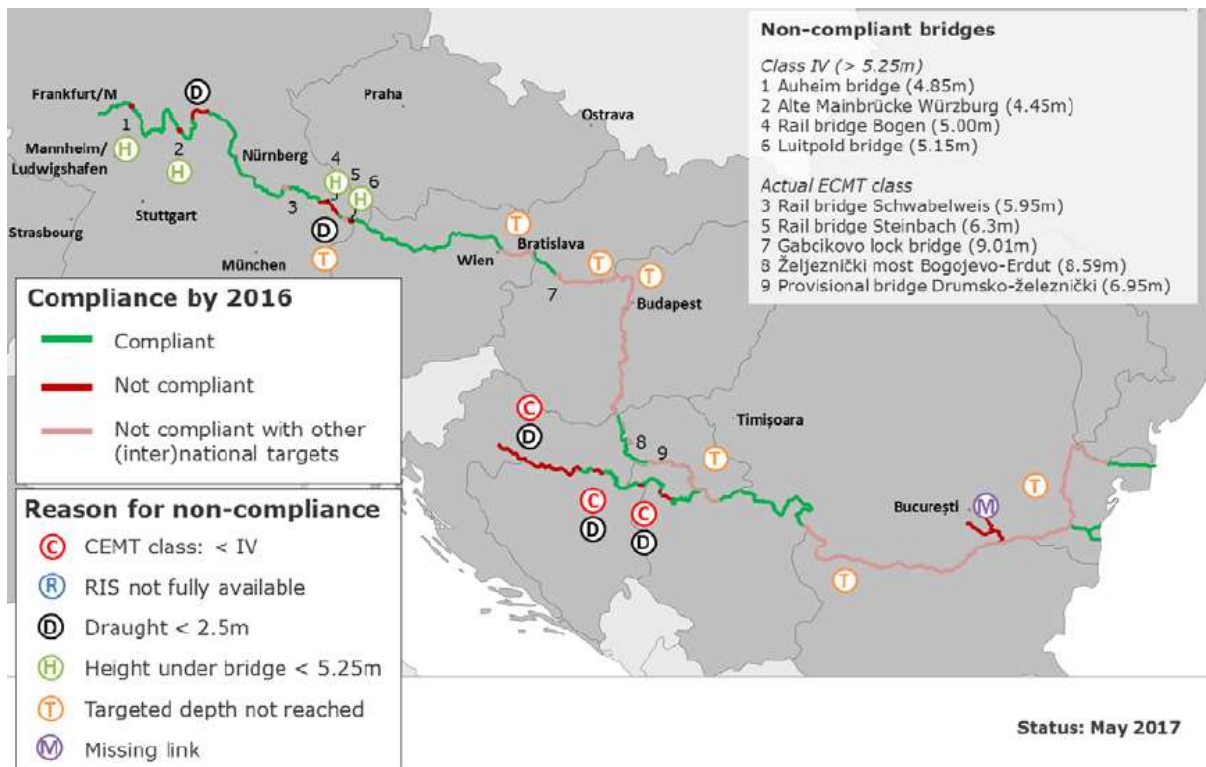 Non-compliant bridges
Class IV (> 5.25m)
1 Auheim bridge (4.85m)
2 Alte Mainbrücke Würzburg (4.45m)
4 Rail bridge Bogen (5.00m)
6 Luitpold bridge (5.15m)
Actual ECMT class
3 Rail bridge Schwabelweis (5.95m)
5 Rail bridge Steinbach (6.3m)
7 Gabcikovo lock bridge (9.01m)
8 Željeznički most Bogojevo-Erdut (8.59m)
9 Provisional bridge Drumsko-železnički (6.95m)
D
Frankfurt/M
Praha
Ostrava
1
H
2
H
Mannheim/
Ludwigshafen
Nürnberg
4
H
5
6
H
Stuttgart
3
D
Strasbourg
München
T
Wien
T
Bratislava
T
T
7
Budapest
C
D
8
9
T
Timișoara
C
D
C
D
București
M
T
T
Compliance by 2016
Compliant
Not compliant
Not compliant with other
(inter)national targets
Reason for non-compliance
C CEMT class: < IV
R RIS not fully available
D Draught < 2.5m
H Height under bridge < 5.25m
T Targeted depth not reached
M Missing link
Status: May 2017